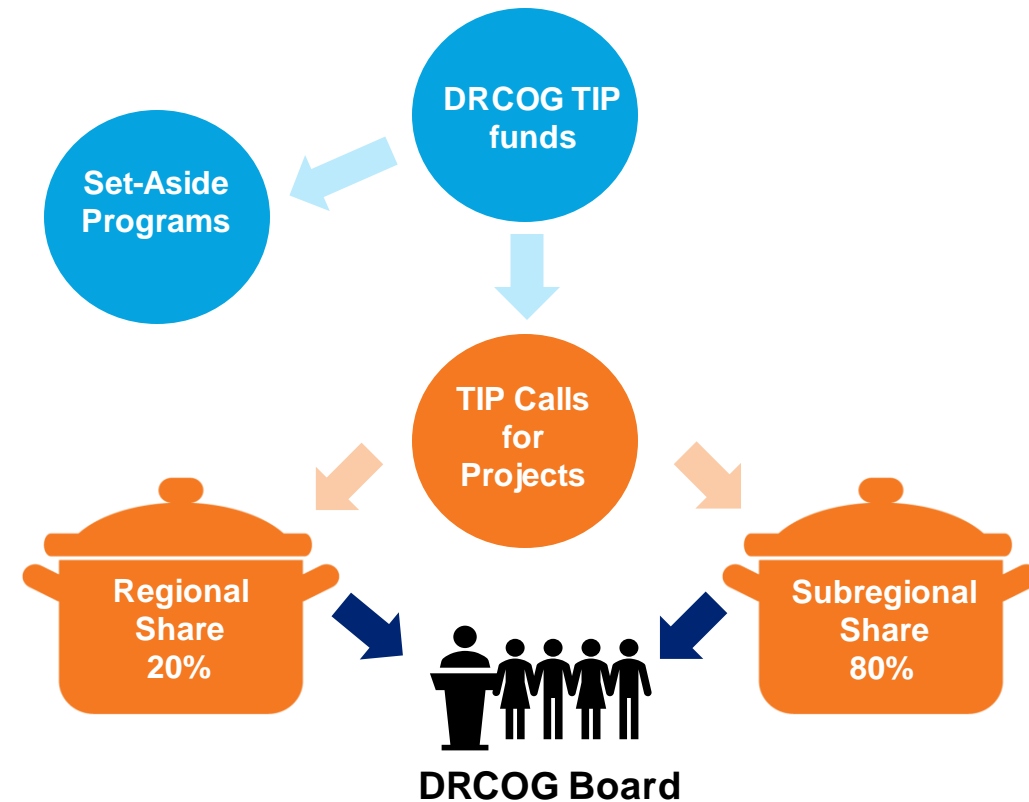 DRCOG TIP
funds
Set-Aside
Programs
TIP Calls
for
Projects
Regional
Share
20%
Subregional
Share
80%
DRCOG Board